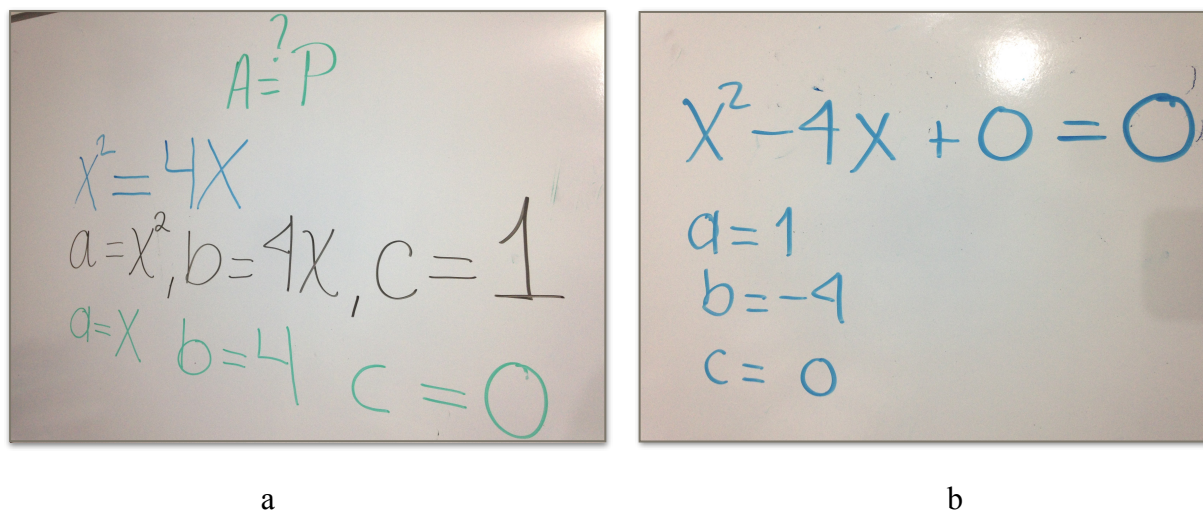 A ≟ P
x² = 4x
a = x², b = 4x, c = 1
a = x b = 4 c = 0
x² - 4x + 0 = 0
a = 1
b = -4
c = 0
a b